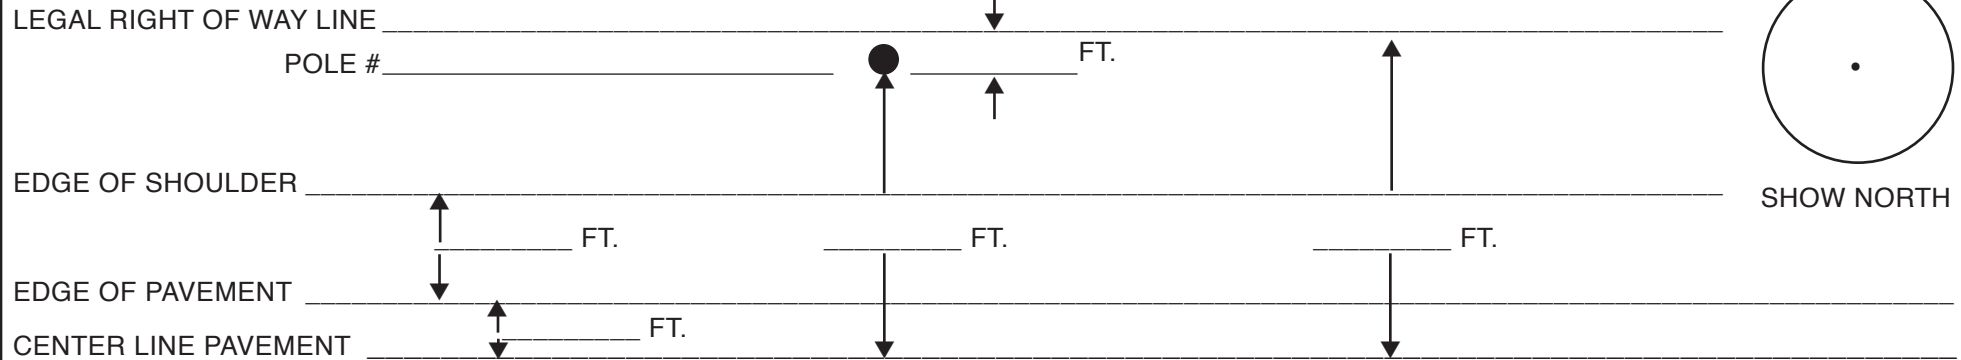 LEGAL RIGHT OF WAY LINE
POLE # FT.
EDGE OF SHOULDER
SHOW NORTH
FT. FT. FT.
EDGE OF PAVEMENT
FT.
CENTER LINE PAVEMENT